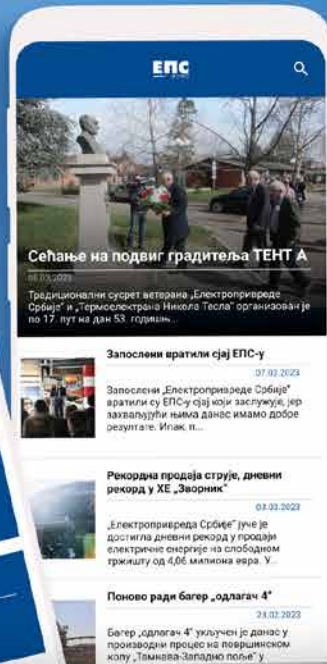 ЕПС
Сећање на подвиг градитеља ТЕНТ А
06.03.2023
Традиционални сусрет ветерана „Електропривреде
Србије" и „Термоелектрана Никола Тесла" организован је
по 17. пут на дан 53. годишњ...
Запослени вратили сјај ЕПС-у
07.03.2023
Запослени „Електропривреде Србије"
вратили су ЕПС-у сјај који заслужује, јер
захваљујући њима данас имамо добре
резултате. Ипак, п...
Рекордна продаја струје, дневни
рекорд у ХЕ „Зворник"
03.03.2023
„Електропривреда Србије" јуче је
достигла дневни рекорд у продаји
електричне енергије на слободном
тржишту од 4,06 милиона евра. У...
Поново ради багер „одлагач 4"
24.02.2023
Багер „одлагач 4" укључен је данас у
производни процес на површинском
копу „Тамнава-Западно поље" у